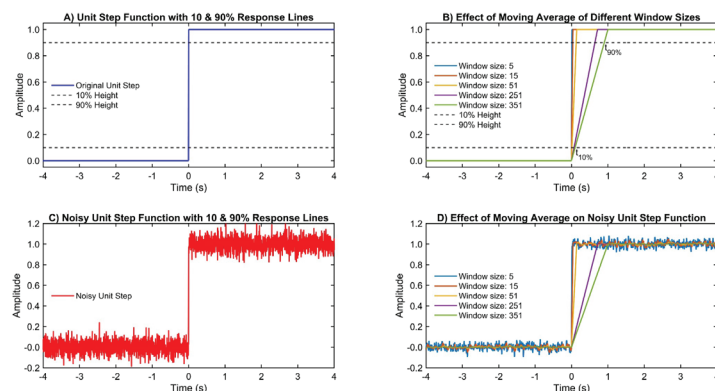 A) Unit Step Function with 10 & 90% Response Lines
1.0
0.8
0.6
0.4
0.2
0.0
Amplitude
Original Unit Step
10% Height
90% Height
-4 -3 -2 -1 0 1 2 3 4
Time (s)
B) Effect of Moving Average of Different Window Sizes
1.0
0.8
0.6
0.4
0.2
0.0
Amplitude
Window size: 5
Window size: 15
Window size: 51
Window size: 251
Window size: 351
10% Height
90% Height
t90%
t10%
-4 -3 -2 -1 0 1 2 3 4
Time (s)
C) Noisy Unit Step Function with 10 & 90% Response Lines
1.2
1.0
0.8
0.6
0.4
0.2
-0.0
-0.2
Amplitude
Noisy Unit Step
-4 -3 -2 -1 0 1 2 3 4
Time (s)
D) Effect of Moving Average on Noisy Unit Step Function
1.2
1.0
0.8
0.6
0.4
0.2
-0.0
-0.2
Amplitude
Window size: 5
Window size: 15
Window size: 51
Window size: 251
Window size: 351
-4 -3 -2 -1 0 1 2 3 4
Time (s)